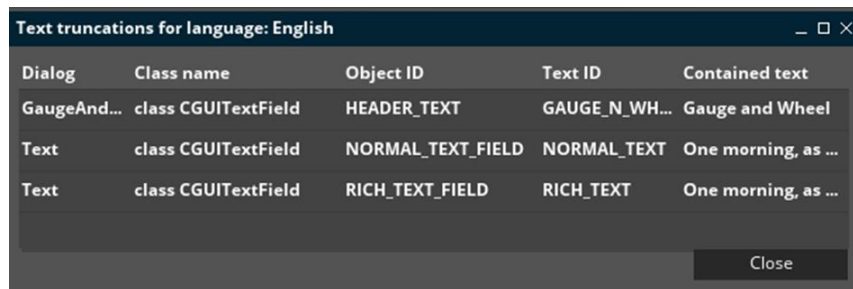 Text truncations for language: English
Dialog Class name Object ID Text ID Contained text
GaugeAnd... class CGUITextField HEADER_TEXT GAUGE_N_WH... Gauge and Wheel
Text class CGUITextField NORMAL_TEXT_FIELD NORMAL_TEXT One morning, as ...
Text class CGUITextField RICH_TEXT_FIELD RICH_TEXT One morning, as ...
Close